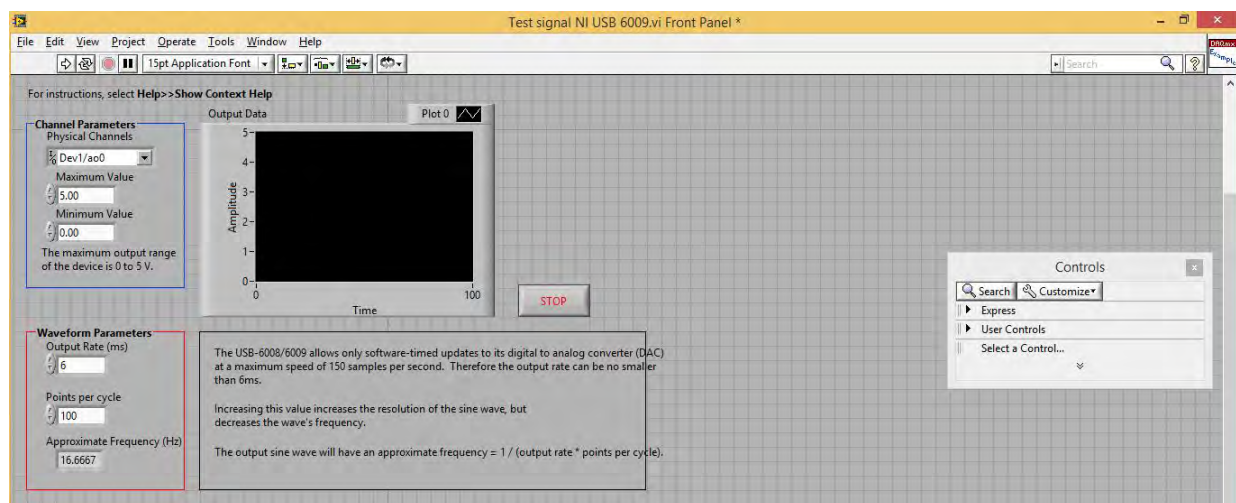 Test signal NI USB 6009.vi Front Panel *
File Edit View Project Operate Tools Window Help
15pt Application Font
Search
DAQmx
Example
For instructions, select Help>>Show Context Help
Channel Parameters
Physical Channels
Dev1/ao0
Maximum Value
5.00
Minimum Value
0.00
The maximum output range
of the device is 0 to 5 V.
Output Data
Plot 0
5
4
3
2
1
0
Amplitude
0
100
Time
STOP
Waveform Parameters
Output Rate (ms)
6
Points per cycle
100
Approximate Frequency (Hz)
16.6667
The USB-6008/6009 allows only software-timed updates to its digital to analog converter (DAC)
at a maximum speed of 150 samples per second. Therefore the output rate can be no smaller
than 6ms.
Increasing this value increases the resolution of the sine wave, but
decreases the wave's frequency.
The output sine wave will have an approximate frequency = 1 / (output rate * points per cycle).
Controls
Search Customize
Express
User Controls
Select a Control...